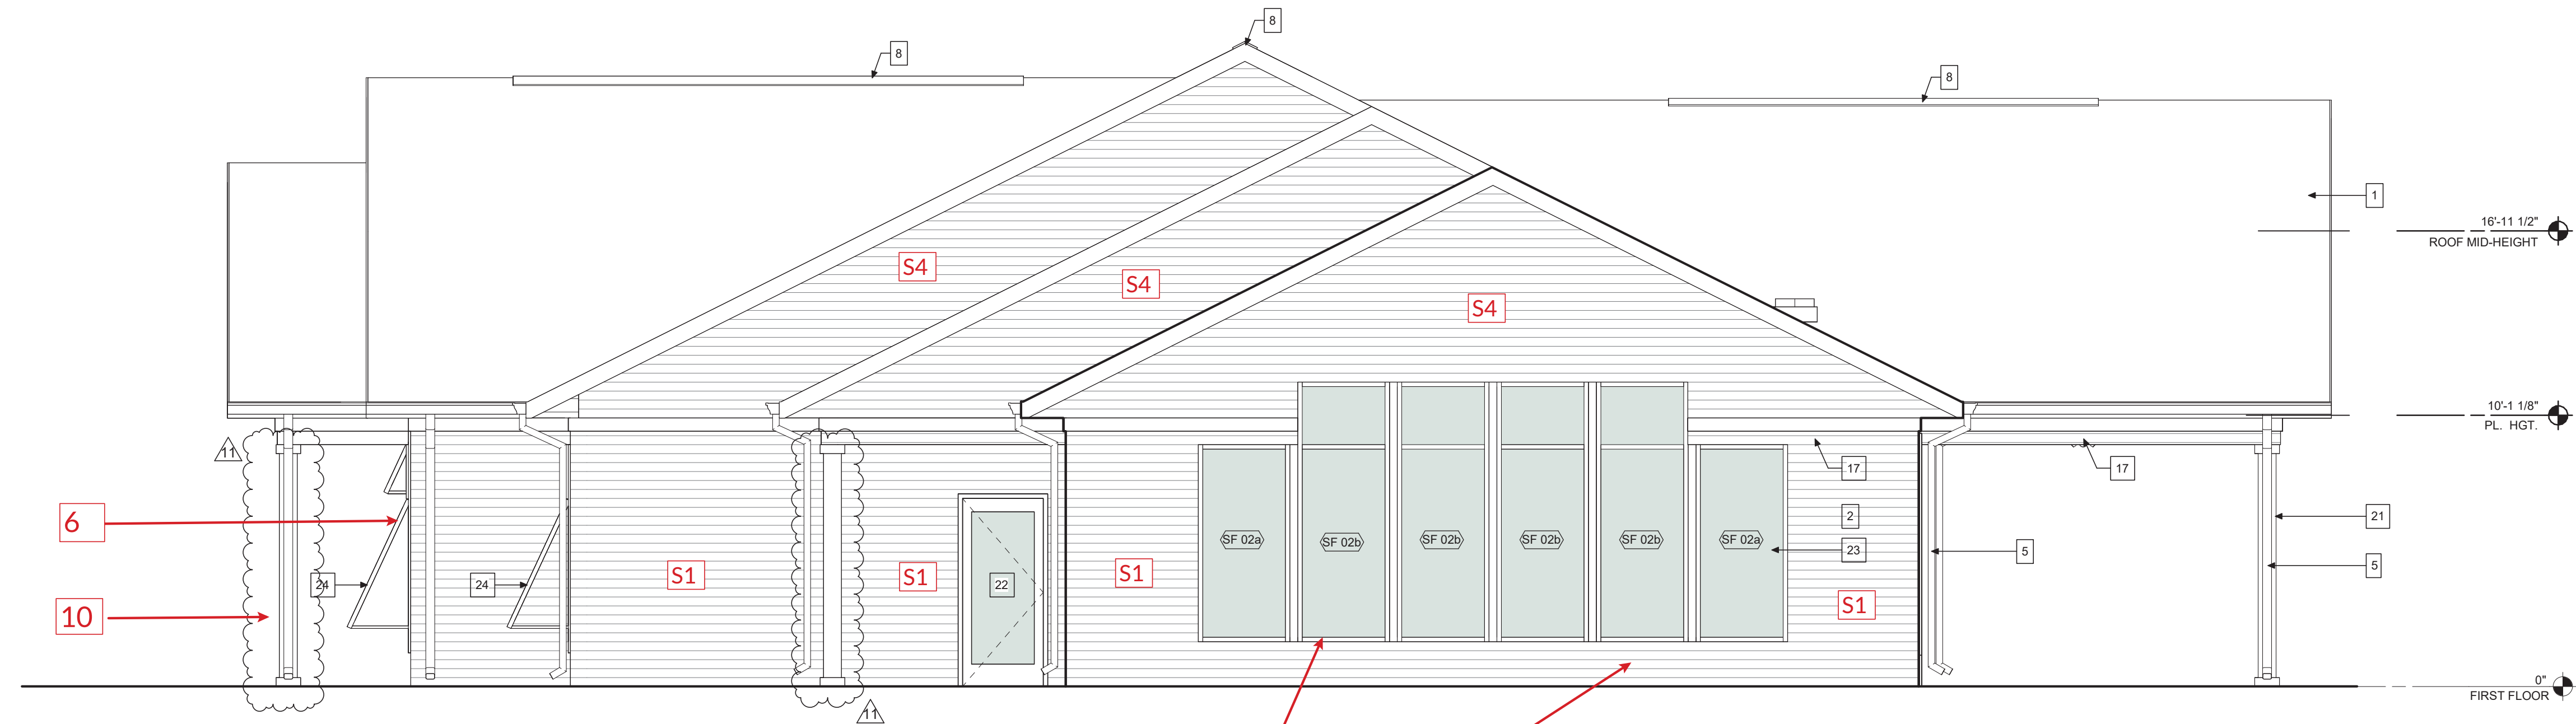 8
8
8
1
16'-11 1/2"
ROOF MID-HEIGHT
S4
S4
S4
10'-1 1/8"
PL. HGT.
11
17
17
6
2
21
SF 02a
SF 02b
SF 02b
SF 02b
SF 02b
SF 02a
23
5
5
24
24
S1
S1
22
S1
S1
10
0"
FIRST FLOOR
11